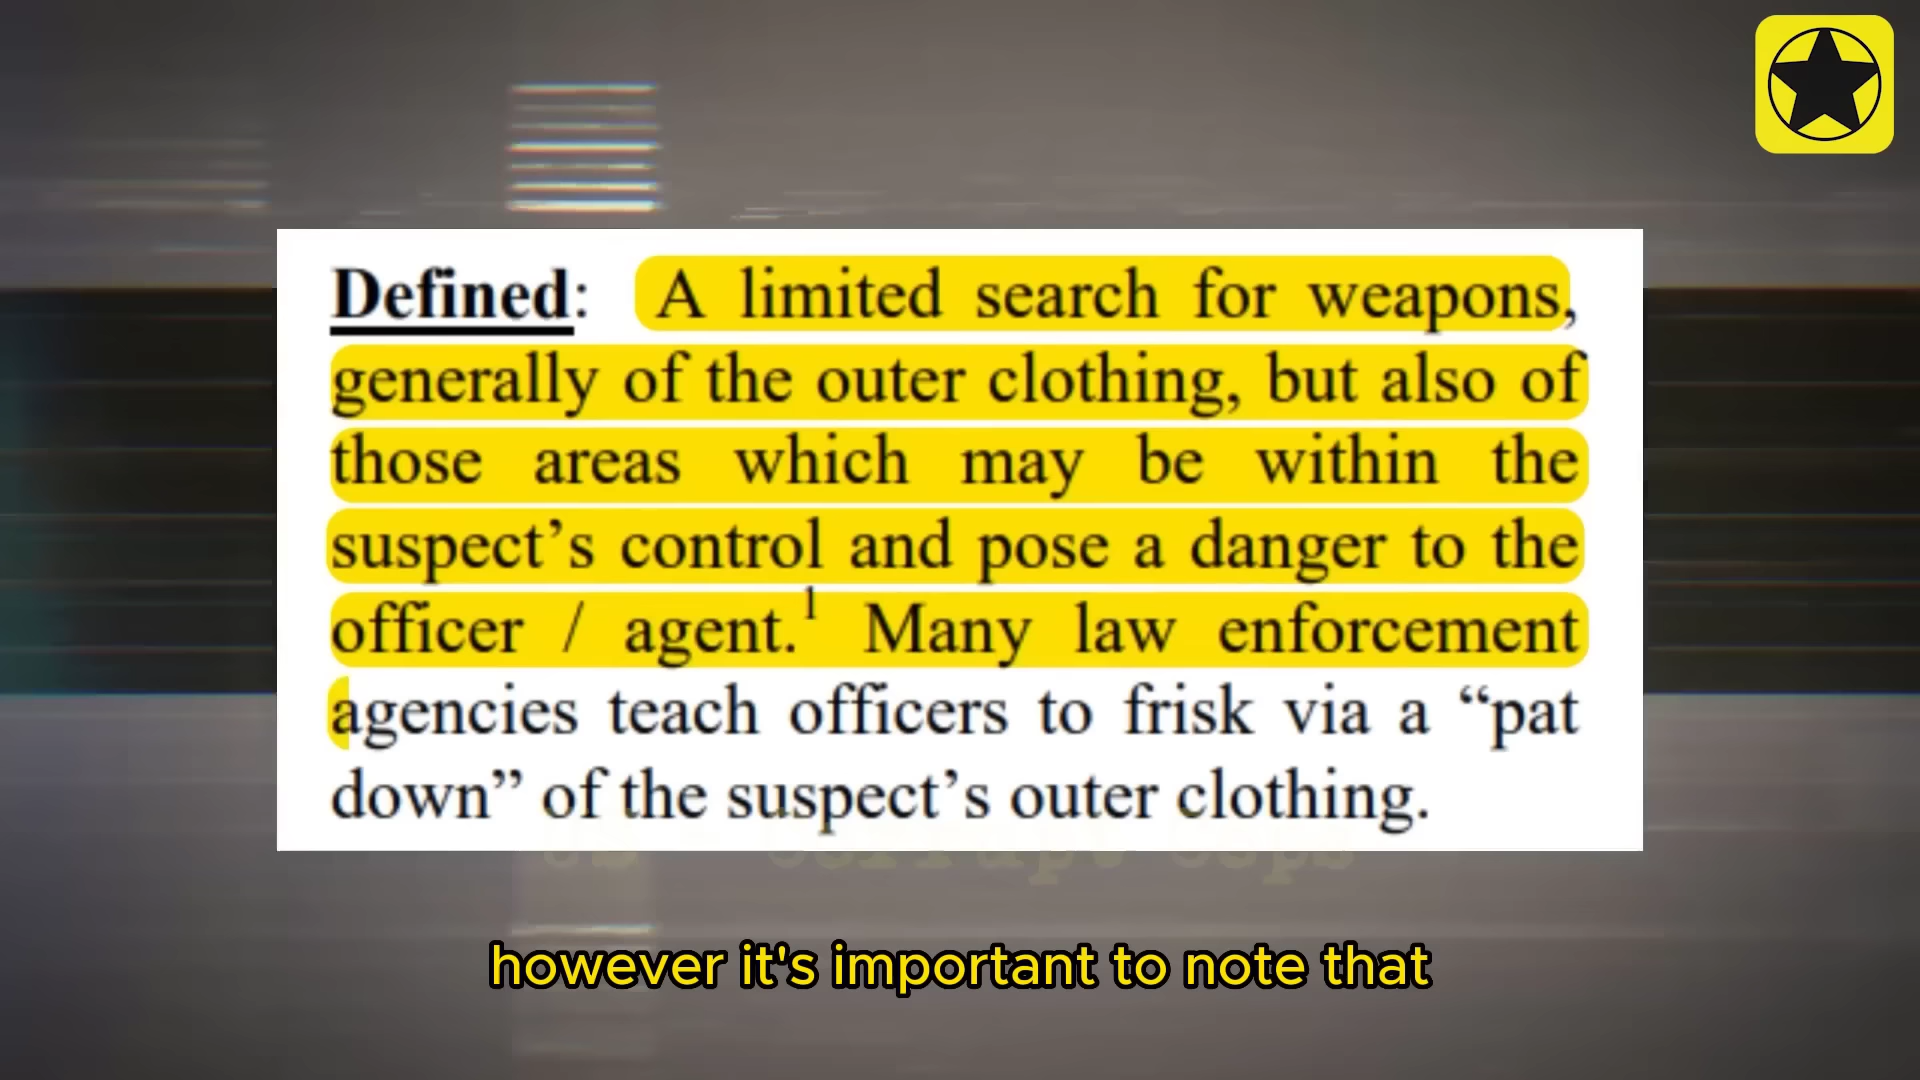 Defined: A limited search for weapons,
generally of the outer clothing, but also of
those areas which may be within the
suspect’s control and pose a danger to the
officer / agent.¹ Many law enforcement
agencies teach officers to frisk via a “pat
down” of the suspect’s outer clothing.
however it's important to note that